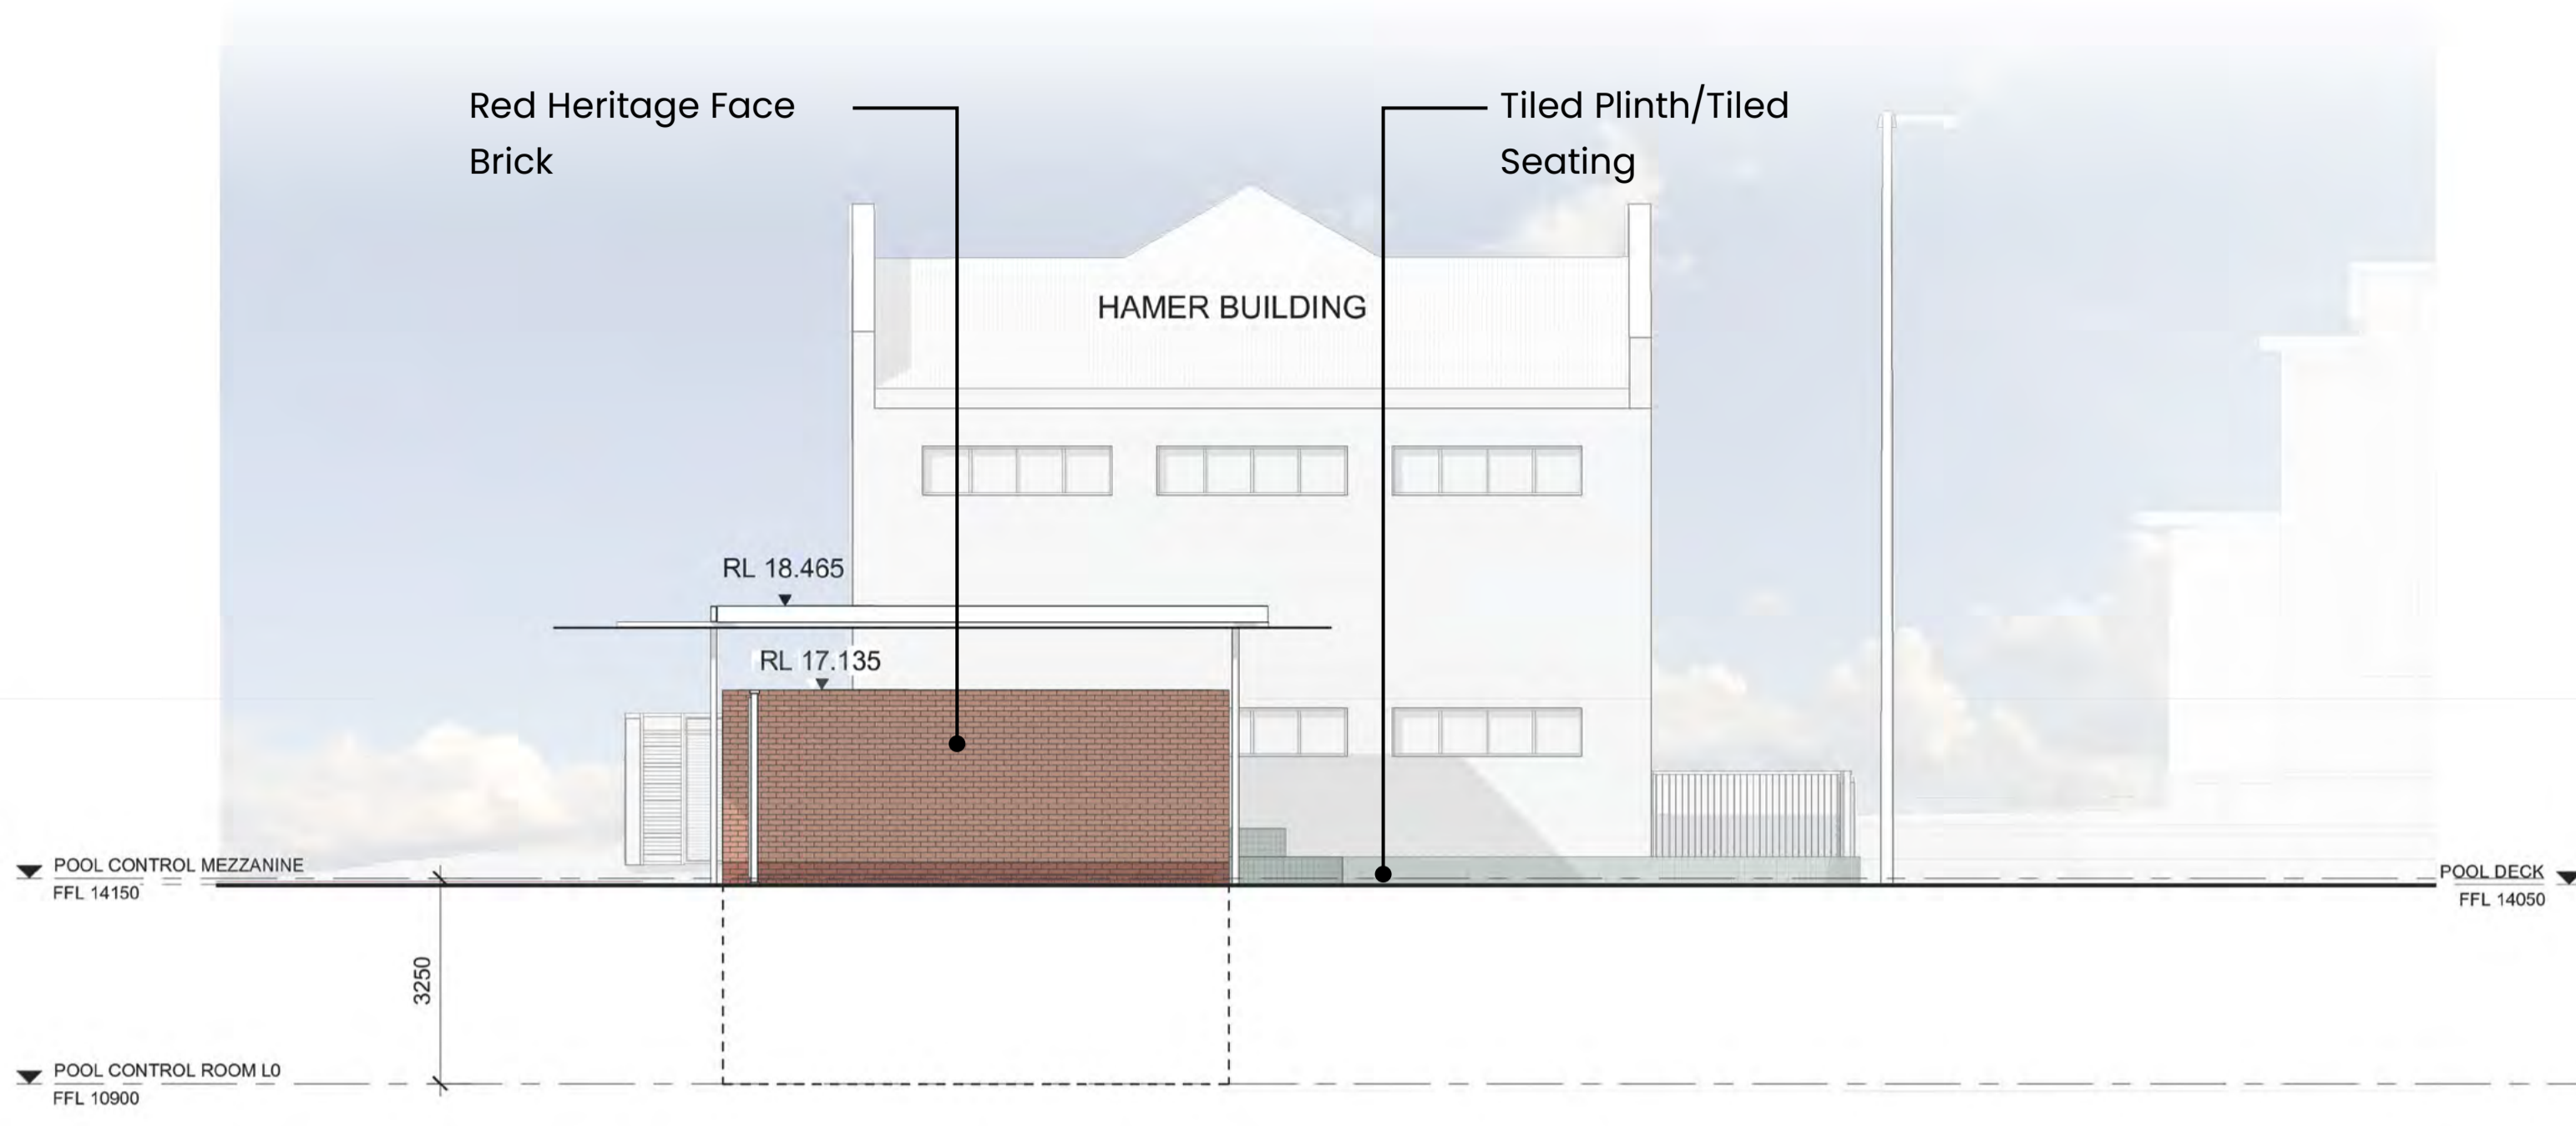 Red Heritage Face
Brick
Tiled Plinth/Tiled
Seating
HAMER BUILDING
RL 18.465
RL 17.135
POOL CONTROL MEZZANINE
FFL 14150
POOL DECK
FFL 14050
3250
POOL CONTROL ROOM L0
FFL 10900